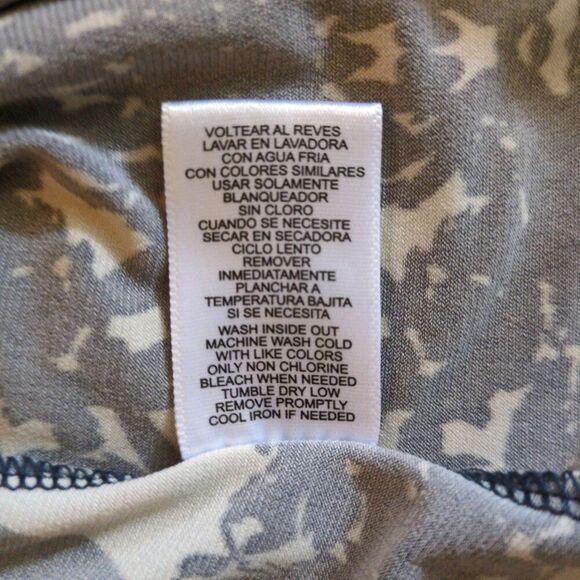 VOLTEAR AL REVES
LAVAR EN LAVADORA
CON AGUA FRIA
CON COLORES SIMILARES
USAR SOLAMENTE
BLANQUEADOR
SIN CLORO
CUANDO SE NECESITE
SECAR EN SECADORA
CICLO LENTO
REMOVER
INMEDIATAMENTE
PLANCHAR A
TEMPERATURA BAJITA
SI SE NECESITA
WASH INSIDE OUT
MACHINE WASH COLD
WITH LIKE COLORS
ONLY NON CHLORINE
BLEACH WHEN NEEDED
TUMBLE DRY LOW
REMOVE PROMPTLY
COOL IRON IF NEEDED